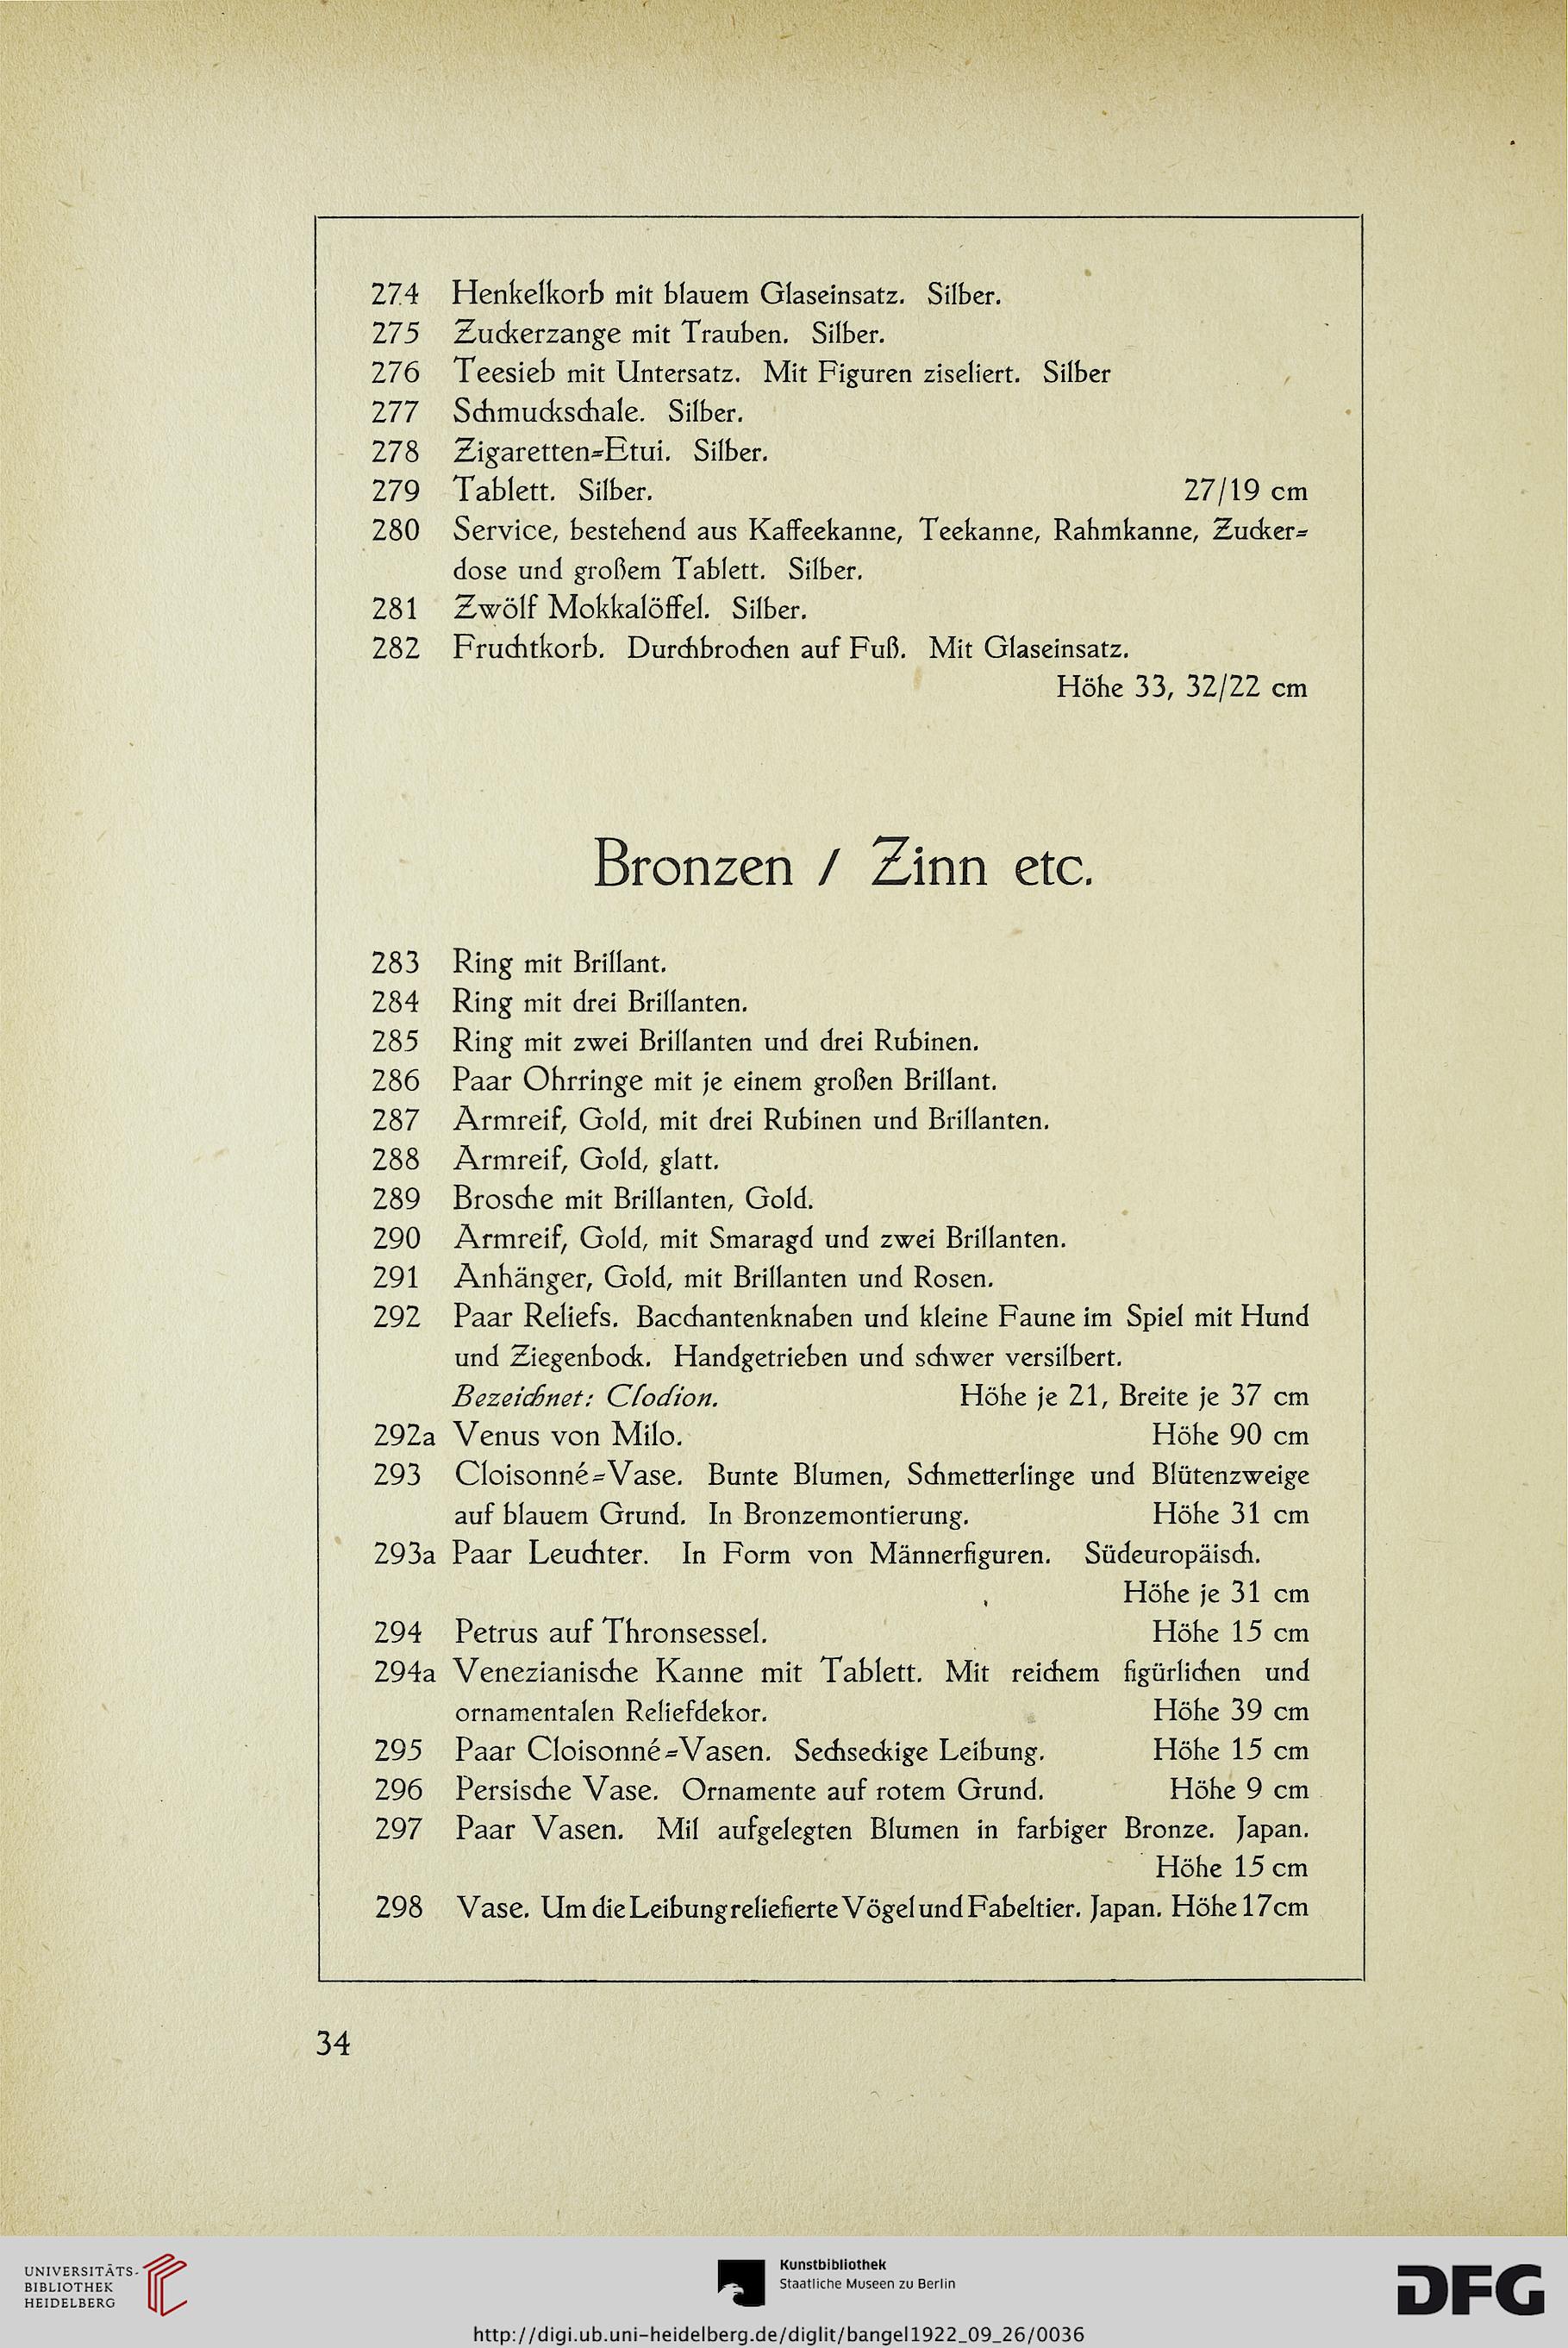 274 Henkelkorb mit blauem Glaseinsatz. Silber.
275 Zuckerzange mit Trauben. Silber.
276 Teesieb mit Untersatz. Mit Figuren ziseliert. Silber
277 Schmuckschale. Silber.
278 Zigaretten=Etui. Silber.
279 Tablett. Silber. 27/19 cm
280 Service, bestehend aus Kaffeekanne, Teekanne, Rahmkanne, Zucker=
dose und großem Tablett. Silber.
281 Zwölf Mokkalöffel. Silber.
282 Fruchtkorb. Durchbrochen auf Fuß. Mit Glaseinsatz.
Höhe 33, 32/22 cm
Bronzen / Zinn etc.
283 Ring mit Brillant.
284 Ring mit drei Brillanten.
285 Ring mit zwei Brillanten und drei Rubinen.
286 Paar Ohrringe mit je einem großen Brillant.
287 Armreif, Gold, mit drei Rubinen und Brillanten.
288 Armreif, Gold, glatt.
289 Brosche mit Brillanten, Gold.
290 Armreif, Gold, mit Smaragd und zwei Brillanten.
291 Anhänger, Gold, mit Brillanten und Rosen.
292 Paar Reliefs. Bacchantenknaben und kleine Faune im Spiel mit Hund
und Ziegenbock. Handgetrieben und schwer versilbert.
Bezeichnet: Clodion. Höhe je 21, Breite je 37 cm
292a Venus von Milo. Höhe 90 cm
293 Cloisonné=Vase. Bunte Blumen, Schmetterlinge und Blütenzweige
auf blauem Grund. In Bronzemontierung. Höhe 31 cm
293a Paar Leuchter. In Form von Männerfiguren. Südeuropäisch.
Höhe je 31 cm
294 Petrus auf Thronsessel. Höhe 15 cm
294a Venezianische Kanne mit Tablett. Mit reichem figürlichen und
ornamentalen Reliefdekor. Höhe 39 cm
295 Paar Cloisonné=Vasen. Sechseckige Leibung. Höhe 15 cm
296 Persische Vase. Ornamente auf rotem Grund. Höhe 9 cm
297 Paar Vasen. Mil aufgelegten Blumen in farbiger Bronze. Japan.
Höhe 15 cm
298 Vase. Um die Leibung reliefierte Vögel und Fabeltier. Japan. Höhe 17 cm
34
UNIVERSITÄTS-
BIBLIOTHEK
HEIDELBERG
Kunstbibliothek
Staatliche Museen zu Berlin
DFG
http://digi.ub.uni-heidelberg.de/diglit/bangel1922_09_26/0036